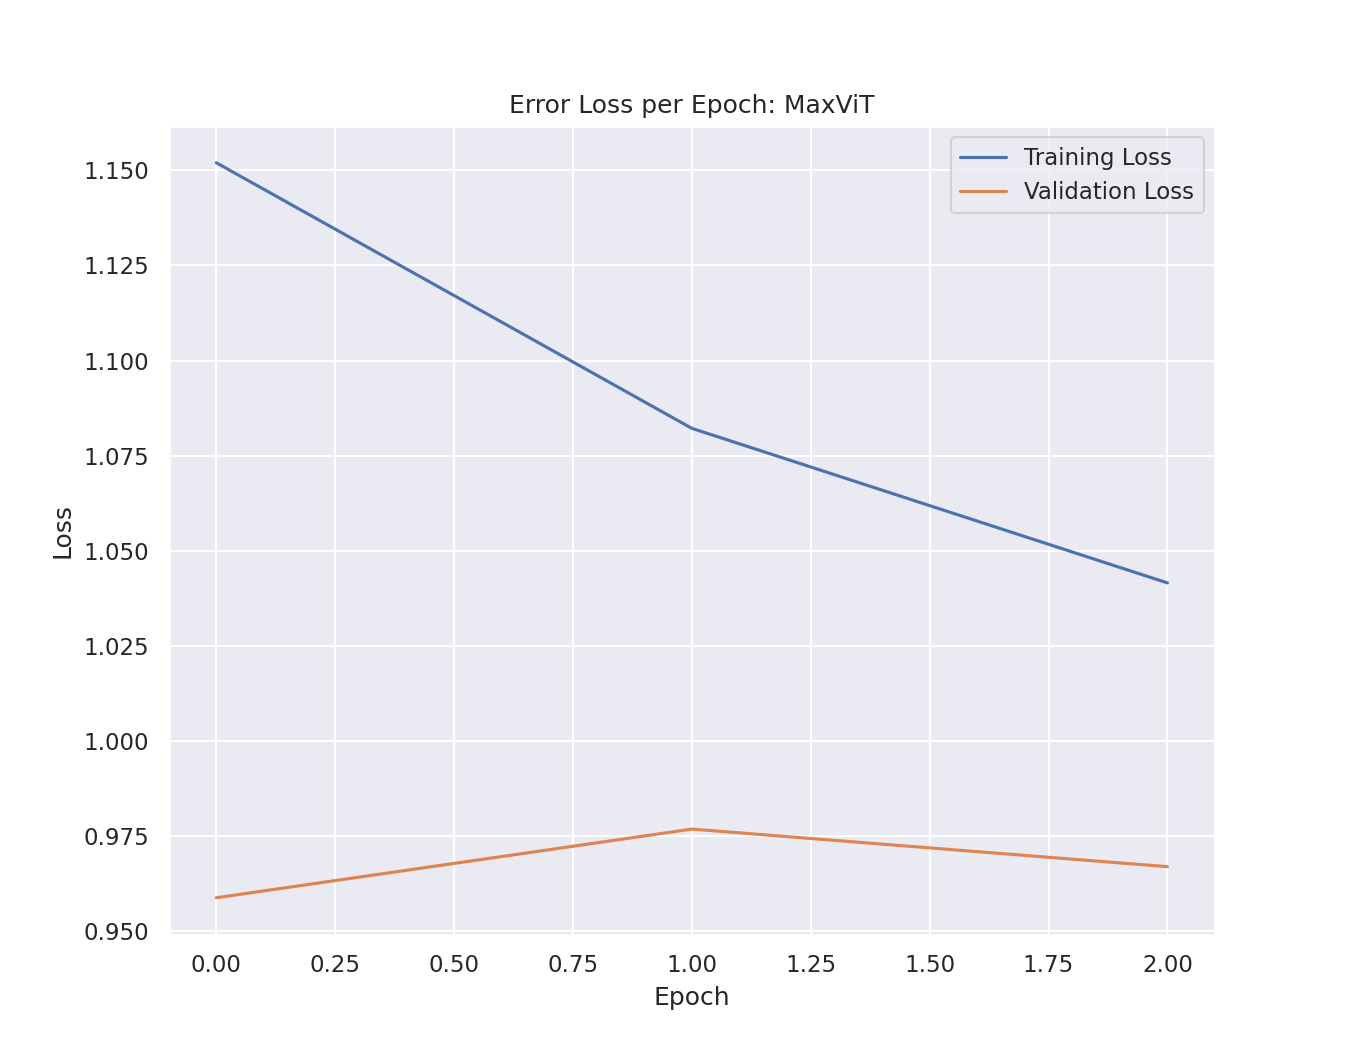 Error Loss per Epoch: MaxViT
Training Loss
Validation Loss
1.150
1.125
1.100
1.075
1.050
1.025
1.000
0.975
0.950
Loss
0.00 0.25 0.50 0.75 1.00 1.25 1.50 1.75 2.00
Epoch